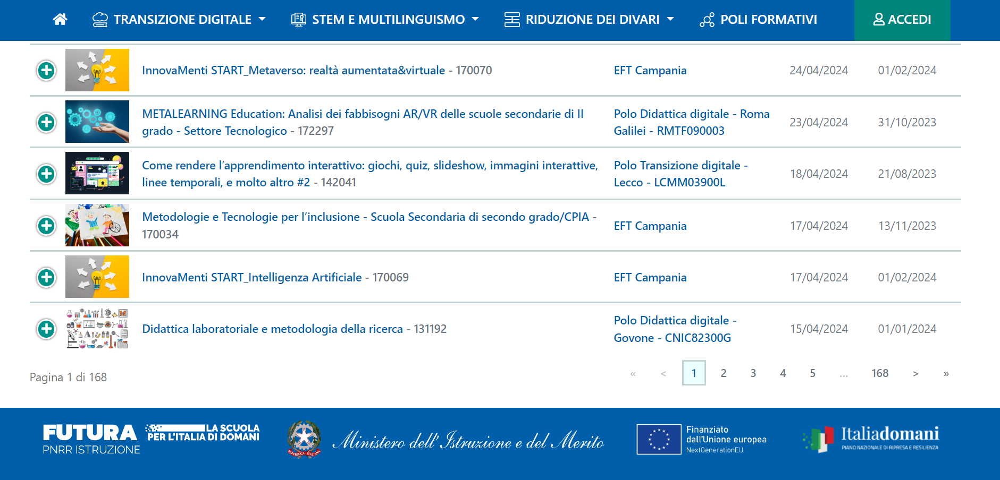 TRANSIZIONE DIGITALE STEM E MULTILINGUISMO RIDUZIONE DEI DIVARI POLI FORMATIVI ACCEDI
InnovaMenti START_Metaverso: realtà aumentata&virtuale - 170070 EFT Campania 24/04/2024 01/02/2024
METALEARNING Education: Analisi dei fabbisogni AR/VR delle scuole secondarie di II
grado - Settore Tecnologico - 172297
Polo Didattica digitale - Roma
Galilei - RMTF090003
23/04/2024 31/10/2023
Come rendere l’apprendimento interattivo: giochi, quiz, slideshow, immagini interattive,
linee temporali, e molto altro #2 - 142041
Polo Transizione digitale -
Lecco - LCMM03900L
18/04/2024 21/08/2023
Metodologie e Tecnologie per l’inclusione - Scuola Secondaria di secondo grado/CPIA -
170034
EFT Campania 17/04/2024 13/11/2023
InnovaMenti START_Intelligenza Artificiale - 170069 EFT Campania 17/04/2024 01/02/2024
Didattica laboratoriale e metodologia della ricerca - 131192
Polo Didattica digitale -
Govone - CNIC82300G
15/04/2024 01/01/2024
Pagina 1 di 168
« < 1 2 3 4 5 ... 168 > »
FUTURA
PNRR ISTRUZIONE
LA SCUOLA
PER L'ITALIA DI DOMANI
REPVBBLICA ITALIANA
Ministero dell'Istruzione e del Merito
Finanziato
dall'Unione europea
NextGenerationEU
Italiadomani
PIANO NAZIONALE DI RIPRESA E RESILIENZA